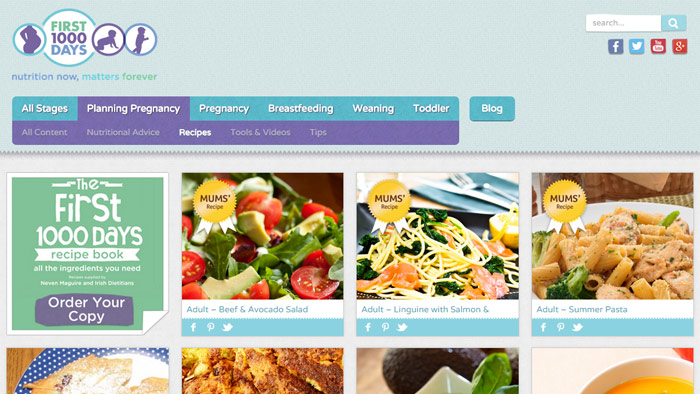 FIRST
1000
DAYS
nutrition now, matters forever
search...
All Stages Planning Pregnancy Pregnancy Breastfeeding Weaning Toddler Blog
All Content Nutritional Advice Recipes Tools & Videos Tips
The
First
1000 DAYS
recipe book
all the ingredients you need
Recipes supplied by
Neven Maguire and Irish Dietitians
Order Your
Copy
MUMS'
Recipe
Adult – Beef & Avocado Salad
MUMS'
Recipe
Adult – Linguine with Salmon &
MUMS'
Recipe
Adult – Summer Pasta